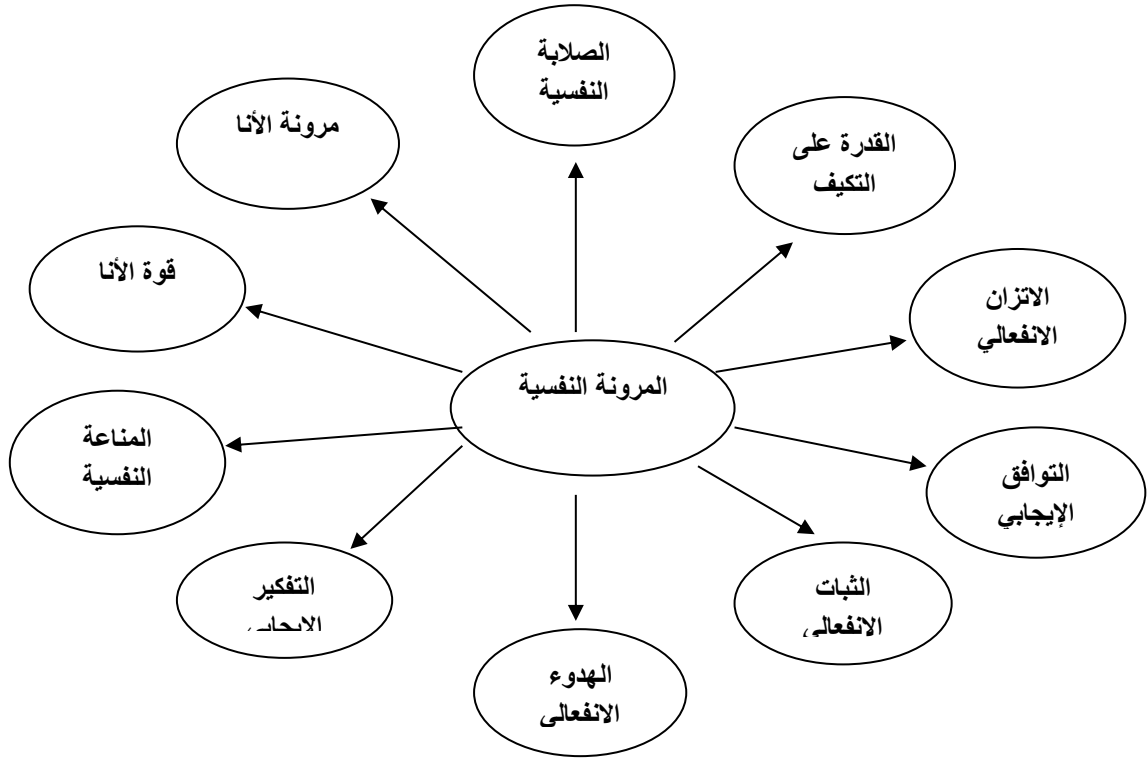 الصلابة
النفسية
القدرة على
التكيف
مرونة الأنا
الاتزان
الانفعالي
قوة الأنا
المرونة النفسية
التوافق
الإيجابي
المناعة
النفسية
الثبات
الانفعالي
التفكير
الايجابي
الهدوء
الانفعالى